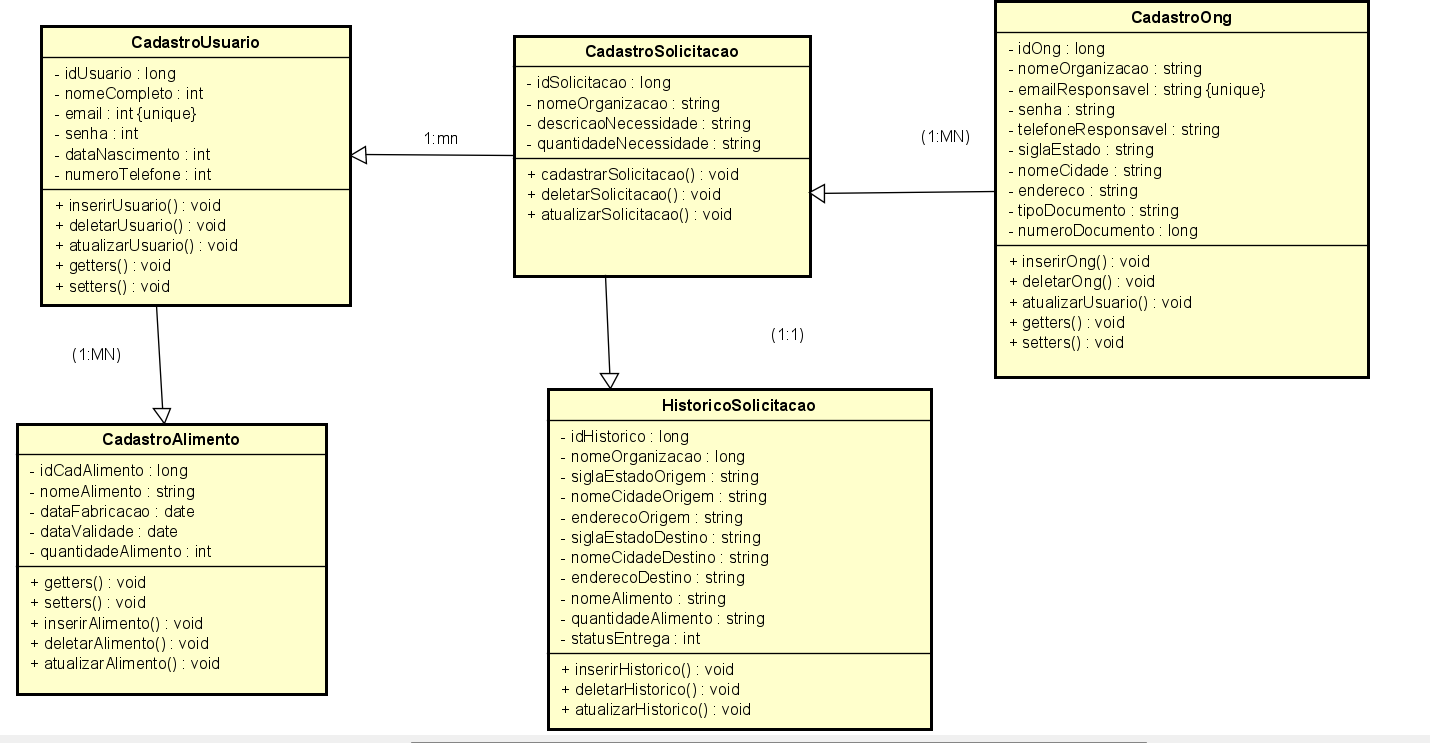 CadastroUsuario
- idUsuario : long
- nomeCompleto : int
- email : int {unique}
- senha : int
- dataNascimento : int
- numeroTelefone : int
+ inserirUsuario() : void
+ deletarUsuario() : void
+ atualizarUsuario() : void
+ getters() : void
+ setters() : void
1:mn
CadastroSolicitacao
- idSolicitacao : long
- nomeOrganizacao : string
- descricaoNecessidade : string
- quantidadeNecessidade : string
+ cadastrarSolicitacao() : void
+ deletarSolicitacao() : void
+ atualizarSolicitacao() : void
(1:MN)
CadastroOng
- idOng : long
- nomeOrganizacao : string
- emailResponsavel : string {unique}
- senha : string
- telefoneResponsavel : string
- siglaEstado : string
- nomeCidade : string
- endereco : string
- tipoDocumento : string
- numeroDocumento : long
+ inserirOng() : void
+ deletarOng() : void
+ atualizarUsuario() : void
+ getters() : void
+ setters() : void
(1:MN)
(1:1)
CadastroAlimento
- idCadAlimento : long
- nomeAlimento : string
- dataFabricacao : date
- dataValidade : date
- quantidadeAlimento : int
+ getters() : void
+ setters() : void
+ inserirAlimento() : void
+ deletarAlimento() : void
+ atualizarAlimento() : void
HistoricoSolicitacao
- idHistorico : long
- nomeOrganizacao : long
- siglaEstadoOrigem : string
- nomeCidadeOrigem : string
- enderecoOrigem : string
- siglaEstadoDestino : string
- nomeCidadeDestino : string
- enderecoDestino : string
- nomeAlimento : string
- quantidadeAlimento : string
- statusEntrega : int
+ inserirHistorico() : void
+ deletarHistorico() : void
+ atualizarHistorico() : void